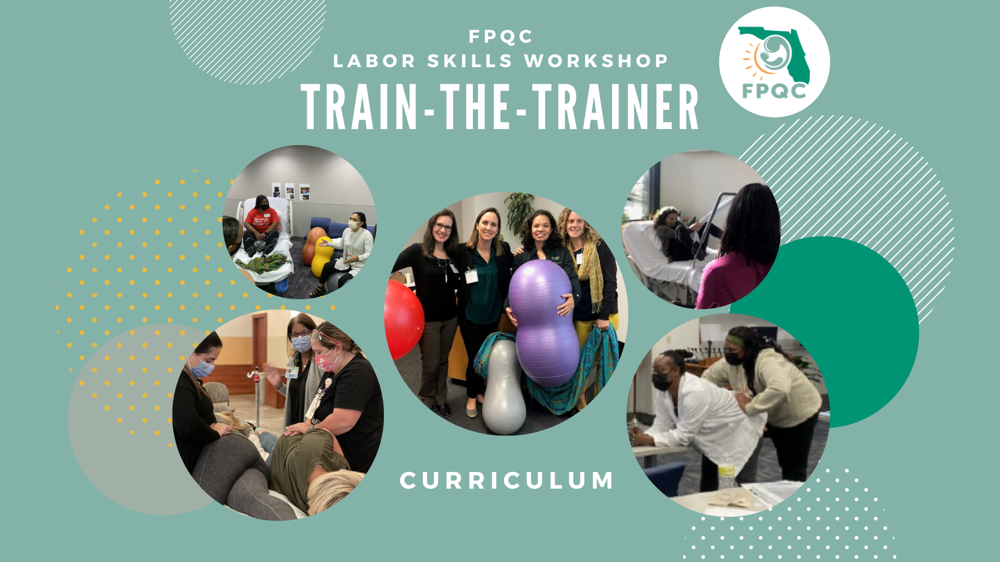 FPQC
LABOR SKILLS WORKSHOP
TRAIN-THE-TRAINER
FPQC
CURRICULUM